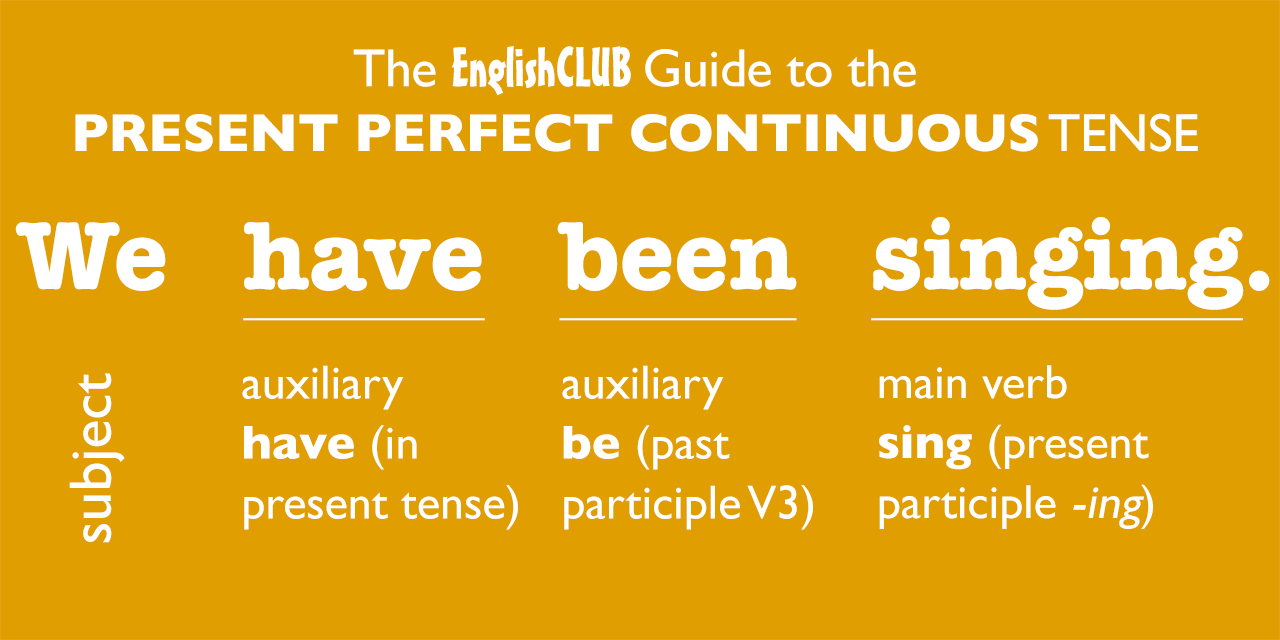 The EnglishCLUB Guide to the
PRESENT PERFECT CONTINUOUS TENSE
We have been singing.
subject
auxiliary
have (in
present tense)
auxiliary
be (past
participle V3)
main verb
sing (present
participle -ing)